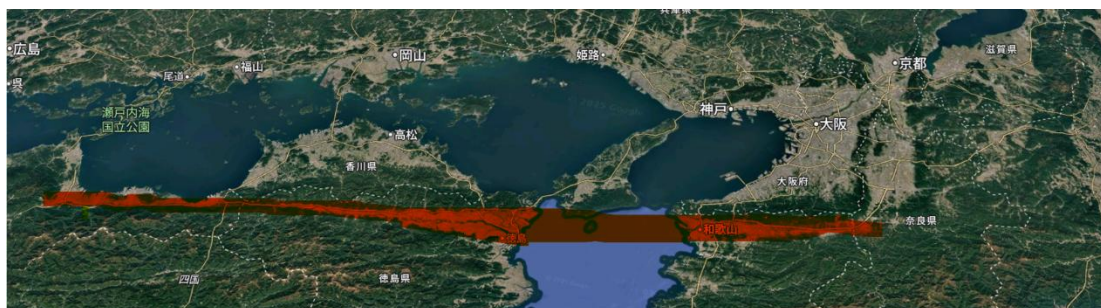 兵庫県
広島
岡山
姫路
京都
滋賀県
呉
尾道
福山
瀬戸内海
国立公園
神戸
大阪
高松
香川県
大阪府
奈良県
和歌山
徳島
四国
徳島県